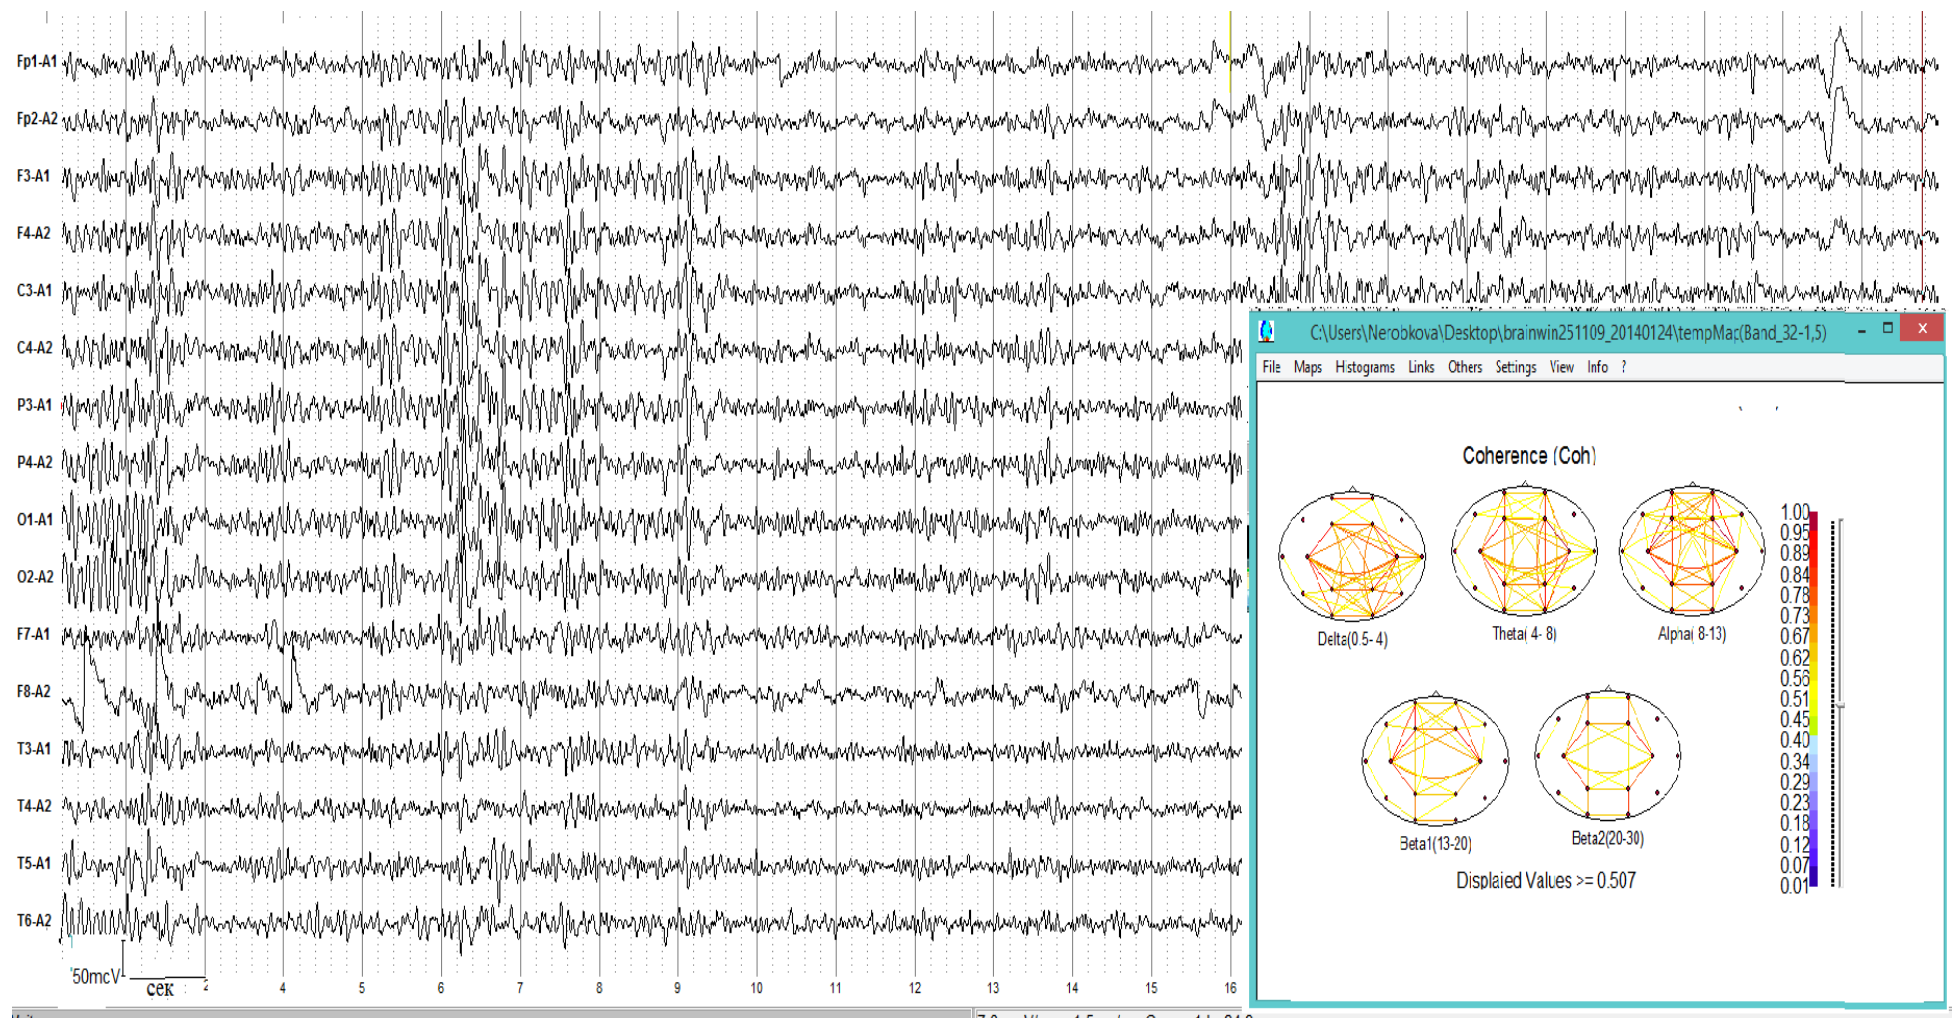 Fp1-A1
Fp2-A2
F3-A1
F4-A2
C3-A1
C4-A2
P3-A1
P4-A2
O1-A1
O2-A2
F7-A1
F8-A2
T3-A1
T4-A2
T5-A1
T6-A2
50mcV
сек 2 4 5 6 7 8 9 10 11 12 13 14 15 16
C:\Users\Nerobkova\Desktop\brainwin251109_20140124\tempMac(Band_32-1,5)
File Maps Histograms Links Others Settings View Info ?
Coherence (Coh)
Delta(0.5- 4) Theta( 4- 8) Alpha( 8-13)
Beta1(13-20) Beta2(20-30)
Displaied Values >= 0.507
1.00
0.95
0.89
0.84
0.78
0.73
0.67
0.62
0.56
0.51
0.45
0.40
0.34
0.29
0.23
0.18
0.12
0.07
0.01